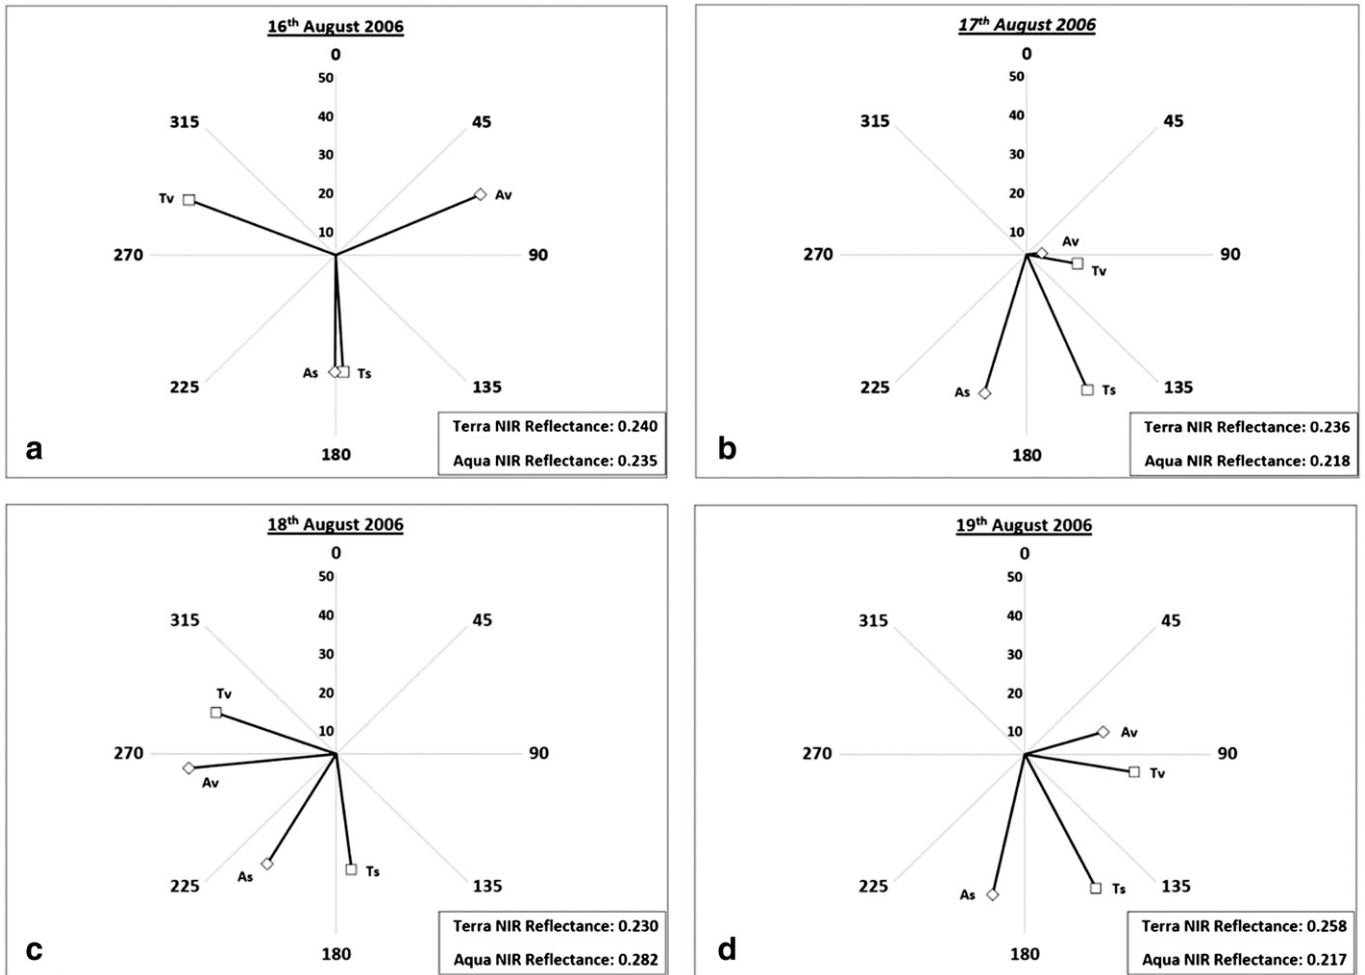 16th August 2006
0
50
40
30
20
10
315
45
Tv
Av
270
90
As
Ts
225
135
180
Terra NIR Reflectance: 0.240
Aqua NIR Reflectance: 0.235
a
17th August 2006
0
50
40
30
20
10
315
45
Av
Tv
270
90
As
Ts
225
135
180
Terra NIR Reflectance: 0.236
Aqua NIR Reflectance: 0.218
b
18th August 2006
0
50
40
30
20
10
315
45
Tv
270
90
Av
As
Ts
225
135
180
Terra NIR Reflectance: 0.230
Aqua NIR Reflectance: 0.282
c
19th August 2006
0
50
40
30
20
10
315
45
Av
270
90
Tv
As
Ts
225
135
180
Terra NIR Reflectance: 0.258
Aqua NIR Reflectance: 0.217
d